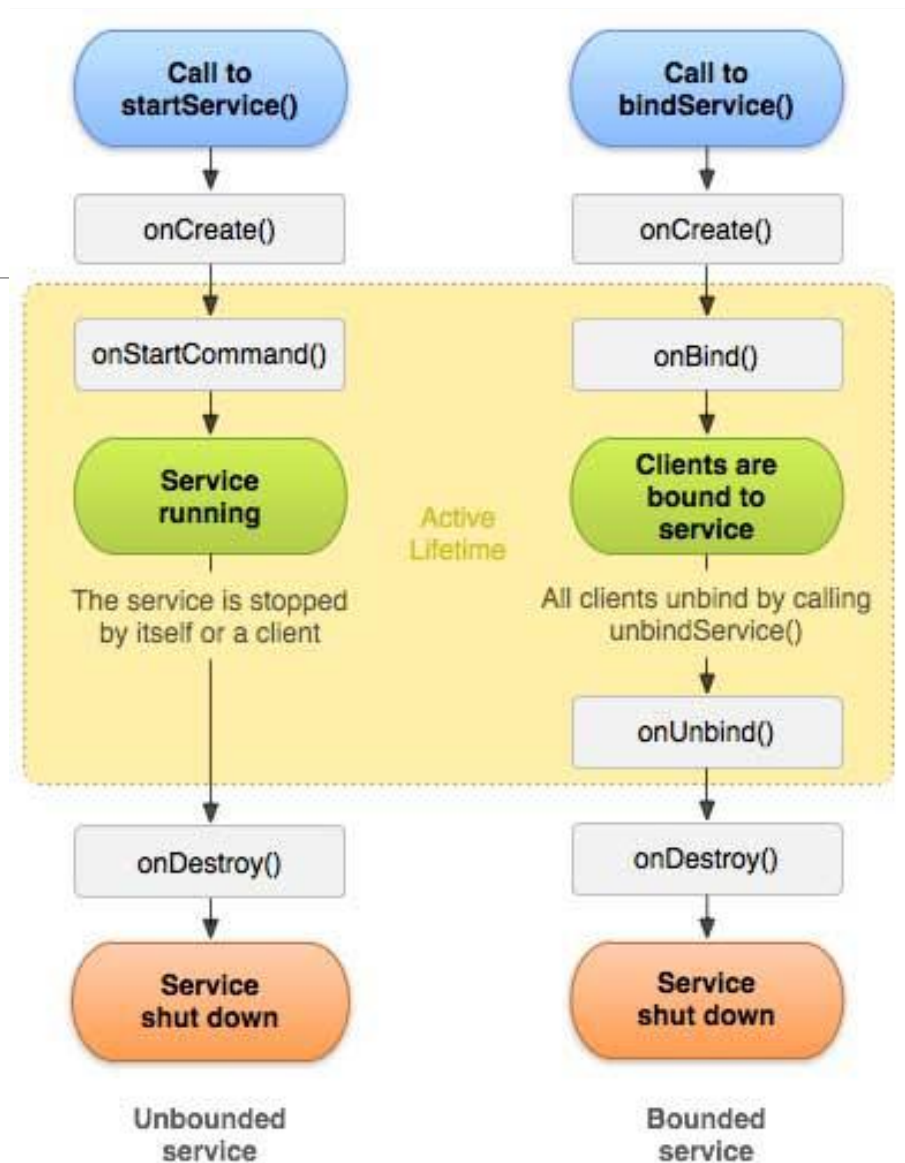 Call to
startService()
onCreate()
onStartCommand()
Service
running
The service is stopped
by itself or a client
onDestroy()
Service
shut down
Unbounded
service
Active
Lifetime
Call to
bindService()
onCreate()
onBind()
Clients are
bound to
service
All clients unbind by calling
unbindService()
onUnbind()
onDestroy()
Service
shut down
Bounded
service